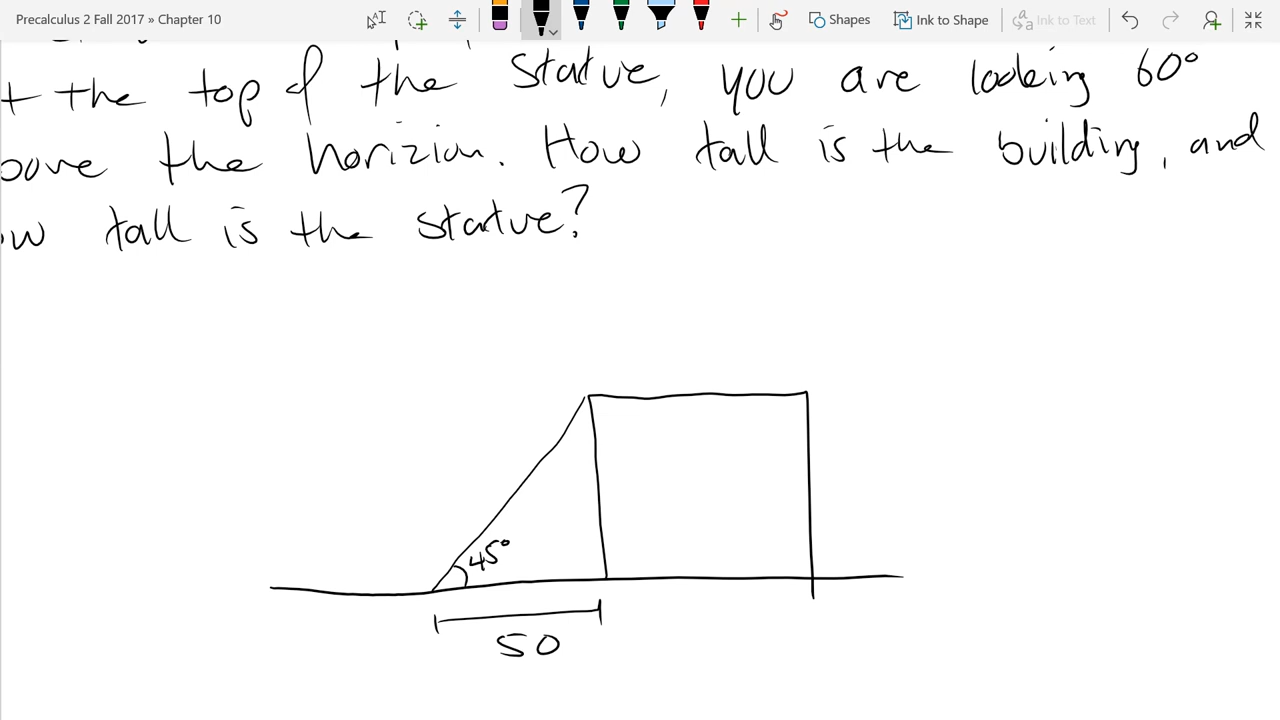 Precalculus 2 Fall 2017 » Chapter 10
Shapes
Ink to Shape
Ink to Text
the top of the statue, you are looking 60°
the horizion. How tall is the building, and
tall is the statue?
45°
50